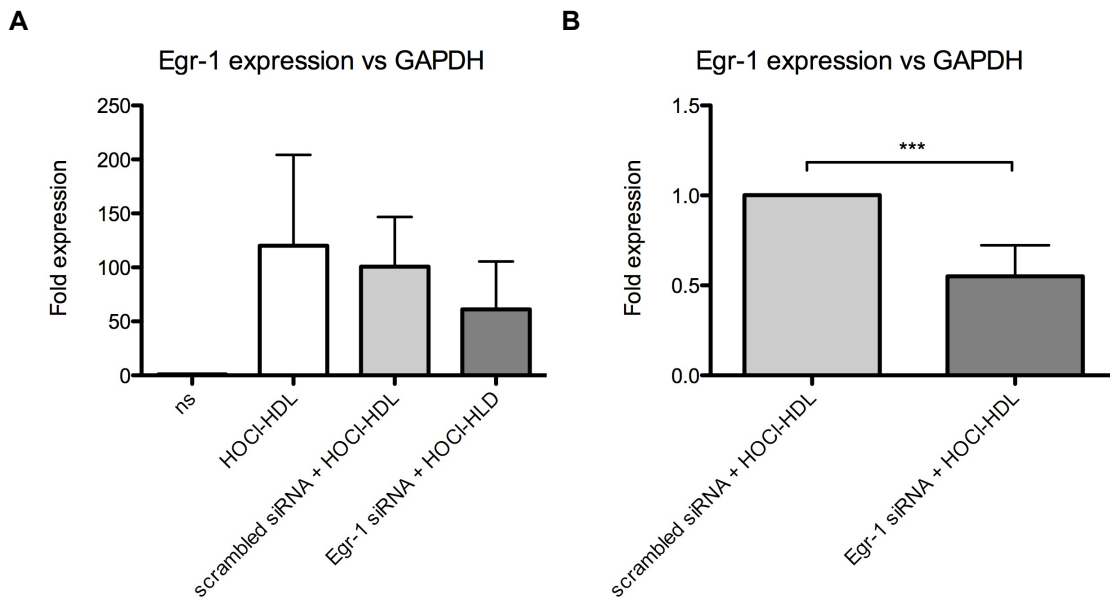 A
Egr-1 expression vs GAPDH
Fold expression
250
200
150
100
50
0
ns
HOCl-HDL
scrambled siRNA + HOCl-HDL
Egr-1 siRNA + HOCl-HLD
B
Egr-1 expression vs GAPDH
Fold expression
1.5
1.0
0.5
0.0
***
scrambled siRNA + HOCl-HDL
Egr-1 siRNA + HOCl-HDL